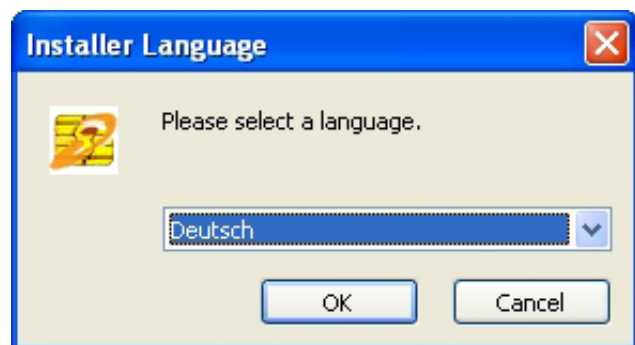 Installer Language
Please select a language.
Deutsch
OK
Cancel